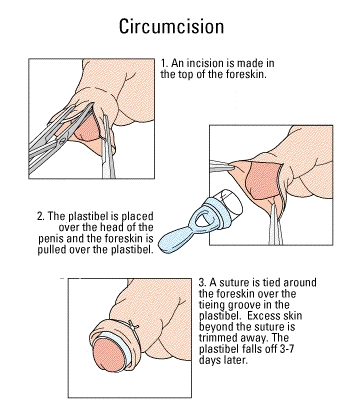 Circumcision
1. An incision is made in
the top of the foreskin.
2. The plastibel is placed
over the head of the
penis and the foreskin is
pulled over the plastibel.
3. A suture is tied around
the foreskin over the
tieing groove in the
plastibel. Excess skin
beyond the suture is
trimmed away. The
plastibel falls off 3-7
days later.